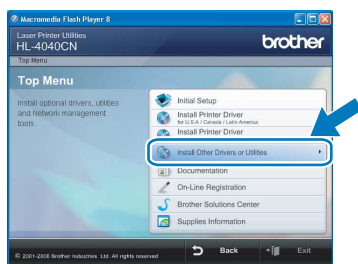 Macromedia Flash Player 8
Laser Printer Utilities
HL-4040CN
brother
Top Menu
Top Menu
Install optional drivers, utilities
and Network management
tools.
Initial Setup
Install Printer Driver
for U.S.A / Canada / Latin America
Install Printer Driver
Install Other Drivers or Utilities
Documentation
On-Line Registration
Brother Solutions Center
Supplies Information
© 2001-2006 Brother Industries Ltd. All rights reserved
Back
Exit